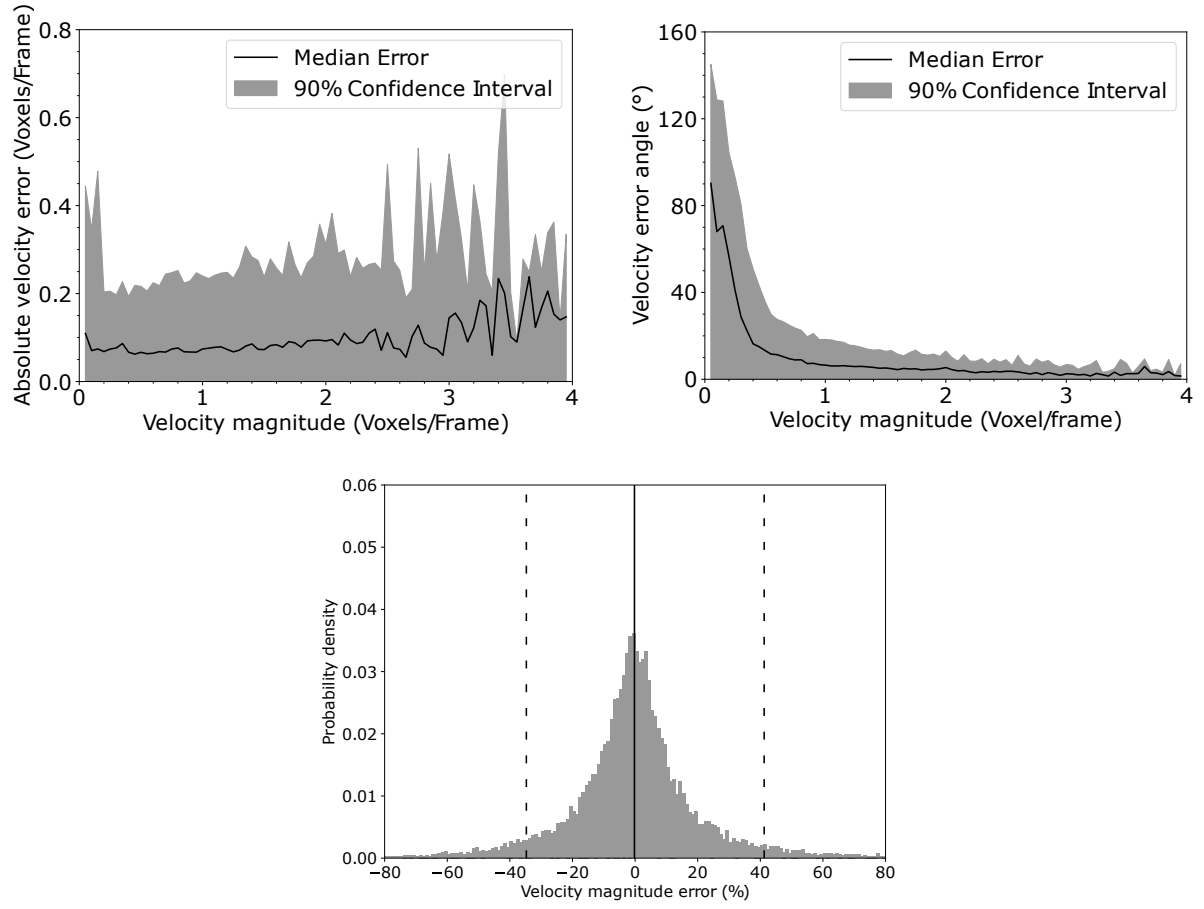 0.8
0.6
0.4
0.2
0.0
Absolute velocity error (Voxels/Frame)
Median Error
90% Confidence Interval
0 1 2 3 4
Velocity magnitude (Voxels/Frame)
160
120
80
40
0
Velocity error angle (°)
Median Error
90% Confidence Interval
0 1 2 3 4
Velocity magnitude (Voxel/frame)
0.06
0.05
0.04
0.03
0.02
0.01
0.00
Probability density
−80 −60 −40 −20 0 20 40 60 80
Velocity magnitude error (%)